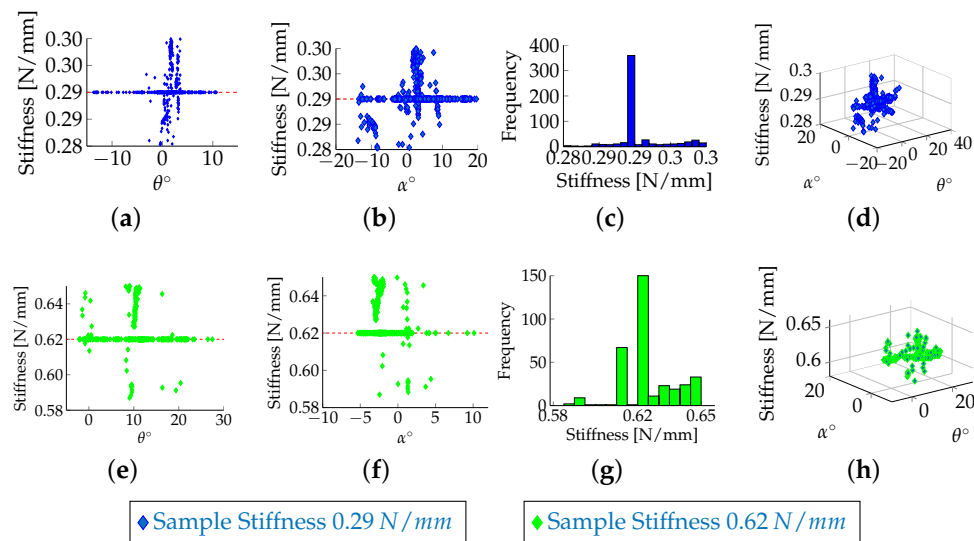 Stiffness [N/mm]
0.30
0.30
0.29
0.28
−10 0 10
θ°
(a)
Stiffness [N/mm]
0.30
0.30
0.29
0.28
−20 −10 0 10 20
α°
(b)
Frequency
400
300
200
100
0
0.28 0.29 0.29 0.3 0.3
Stiffness [N/mm]
(c)
Stiffness [N/mm]
0.3
0.29
0.28
20
0
−20 −20
0
20
40
α°
θ°
(d)
Stiffness [N/mm]
0.64
0.62
0.60
0.58
0 10 20 30
θ°
(e)
Stiffness [N/mm]
0.64
0.62
0.60
0.58
−10 −5 0 5 10
α°
(f)
Frequency
150
100
50
0
0.58 0.62 0.65
Stiffness [N/mm]
(g)
Stiffness [N/mm]
0.65
0.6
20
0
0
20
α°
θ°
(h)
Sample Stiffness 0.29 N/mm
Sample Stiffness 0.62 N/mm